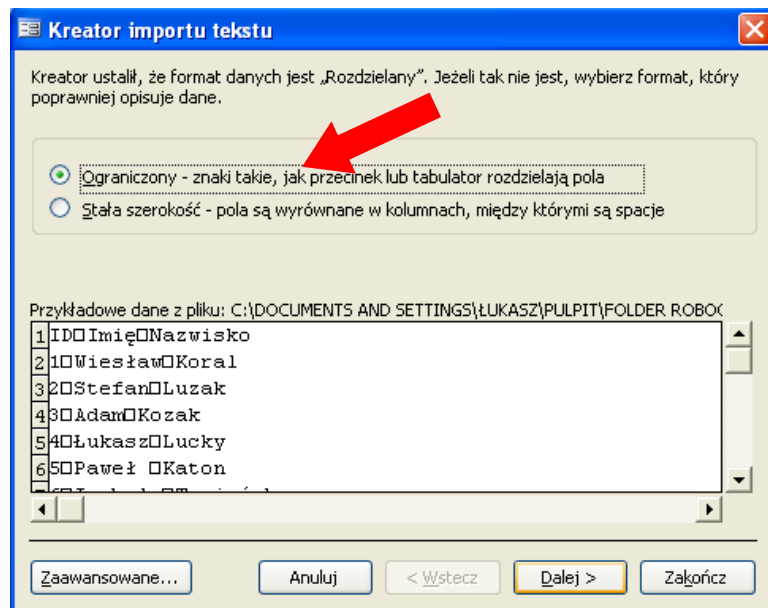 Kreator importu tekstu
Kreator ustalił, że format danych jest „Rozdzielany”. Jeżeli tak nie jest, wybierz format, który
poprawniej opisuje dane.
Ograniczony - znaki takie, jak przecinek lub tabulator rozdzielają pola
Stała szerokość - pola są wyrównane w kolumnach, między którymi są spacje
Przykładowe dane z pliku: C:\DOCUMENTS AND SETTINGS\ŁUKASZ\PULPIT\FOLDER ROBO
1 ID□Imię□Nazwisko
2 1□Wiesław□Koral
3 2□Stefan□Luzak
4 3□Adam□Kozak
5 4□Łukasz□Lucky
6 5□Paweł □Katon
Zaawansowane...
Anuluj
< Wstecz
Dalej >
Zakończ